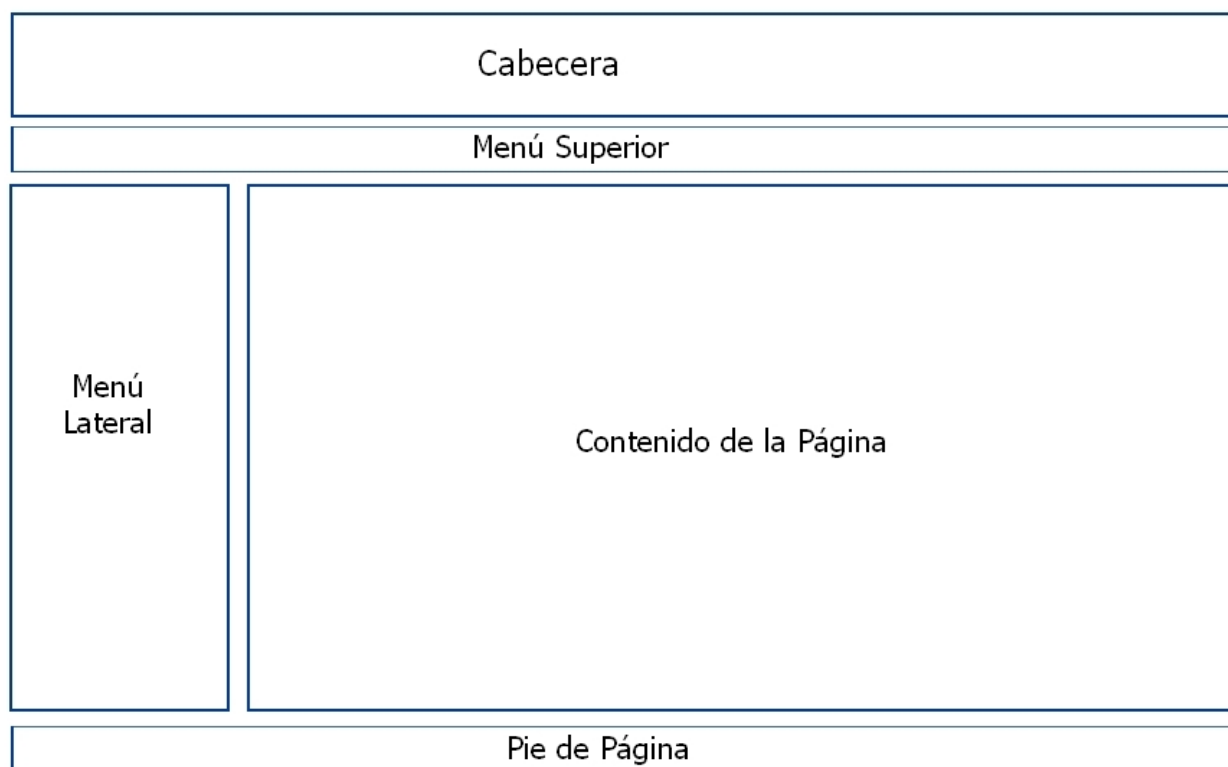 Cabecera
Menú Superior
Menú
Lateral
Contenido de la Página
Pie de Página